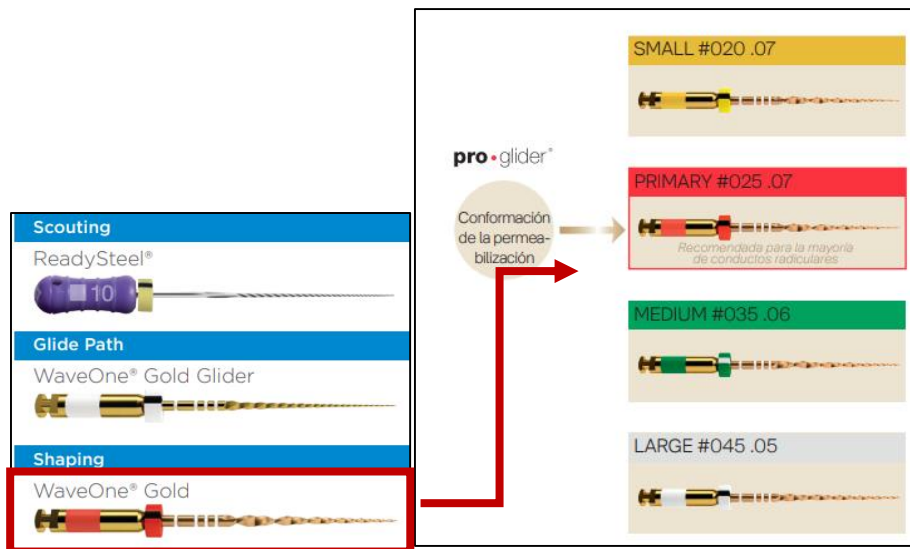 Scouting
ReadySteel®
10
Glide Path
WaveOne® Gold Glider
Shaping
WaveOne® Gold
pro•glider®
Conformación
de la permea-
bilización
SMALL #020 .07
PRIMARY #025 .07
Recomendada para la mayoría
de conductos radiculares
MEDIUM #035 .06
LARGE #045 .05